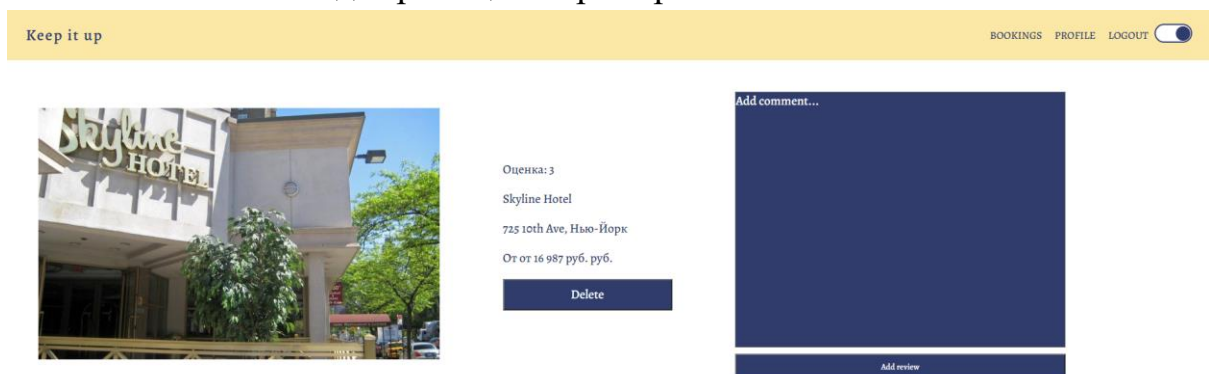 Keep it up
BOOKINGS PROFILE LOGOUT
Skyline
HOTEL
Оценка: 3
Skyline Hotel
725 10th Ave, Нью-Йорк
От от 16 987 руб. руб.
Delete
Add comment...
Add review